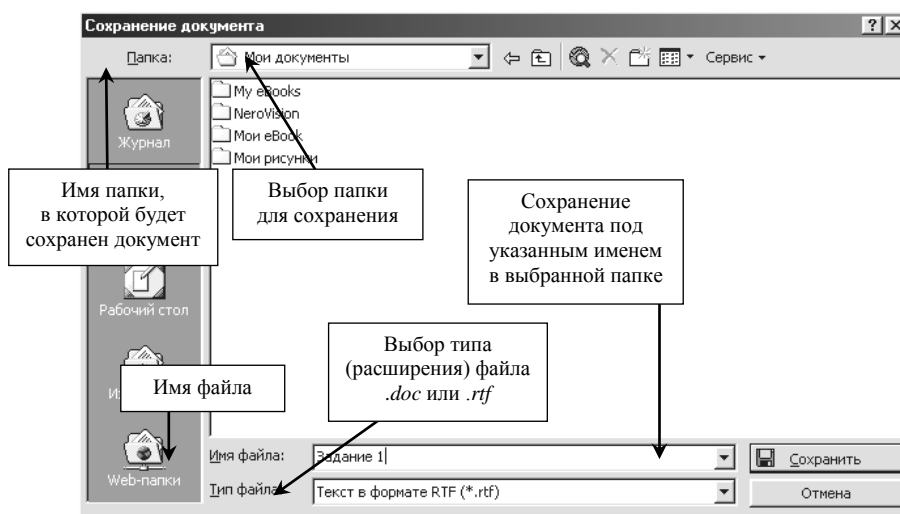 Сохранение документа
Папка:
Мои документы
Сервис
My eBooks
NeroVision
Мои eBook
Мои рисунки
Журнал
Имя папки,
в которой будет
сохранен документ
Выбор папки
для сохранения
Сохранение
документа под
указанным именем
в выбранной папке
Рабочий стол
Выбор типа
(расширения) файла
.doc или .rtf
Имя файла
Web-папки
Имя файла:
Задание 1
Сохранить
Тип файла:
Текст в формате RTF (*.rtf)
Отмена